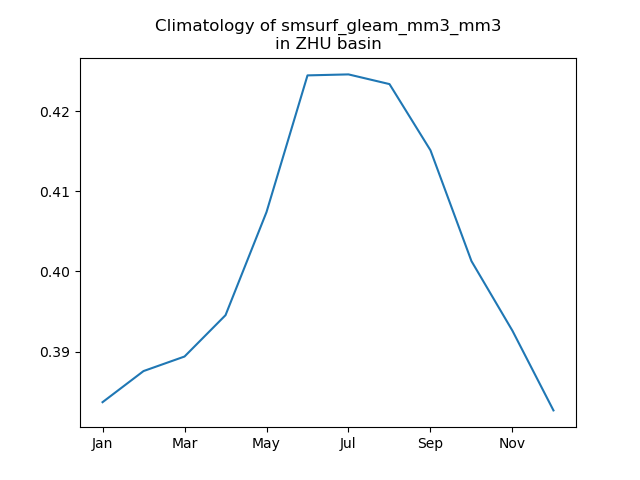 Climatology of smsurf_gleam_mm3_mm3
in ZHU basin
0.42
0.41
0.40
0.39
Jan Mar May Jul Sep Nov